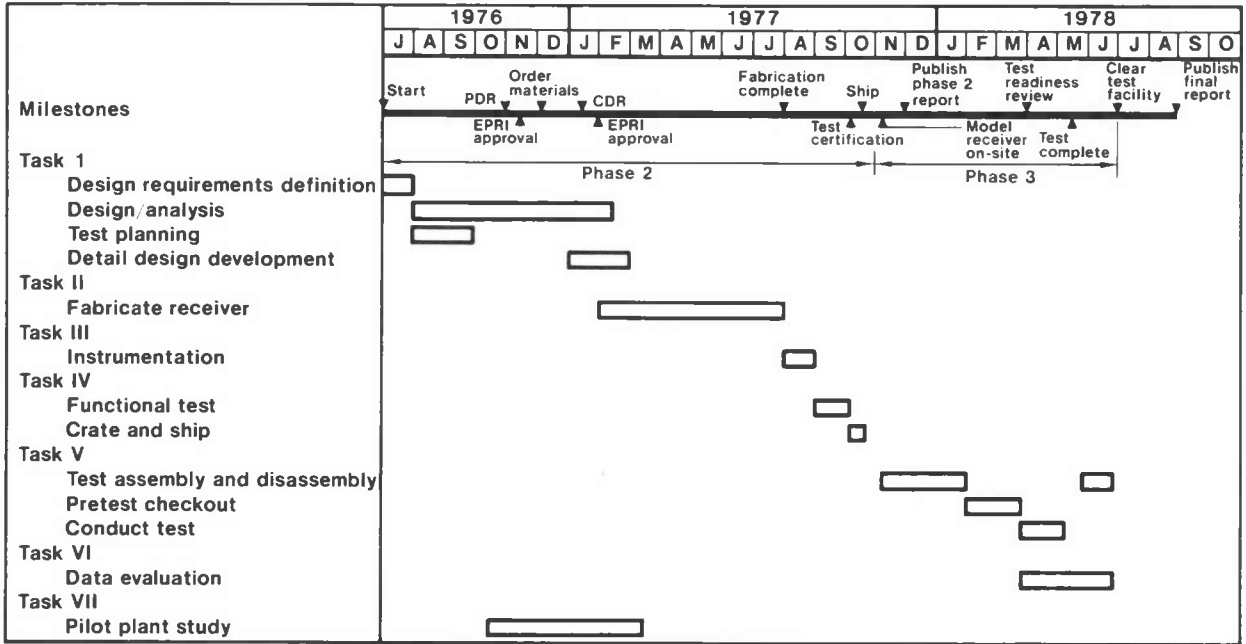 1976 1977 1978
J A S O N D J F M A M J J A S O N D J F M A M J J A S O
Order Fabrication Publish Test Clear Publish
Start PDR materials CDR complete Ship phase 2 readiness test final
report review facility report
Milestones
EPRI EPRI Test Model Test
approval approval certification receiver complete
on-site
Task 1
Phase 2 Phase 3
Design requirements definition
Design/analysis
Test planning
Detail design development
Task II
Fabricate receiver
Task III
Instrumentation
Task IV
Functional test
Crate and ship
Task V
Test assembly and disassembly
Pretest checkout
Conduct test
Task VI
Data evaluation
Task VII
Pilot plant study